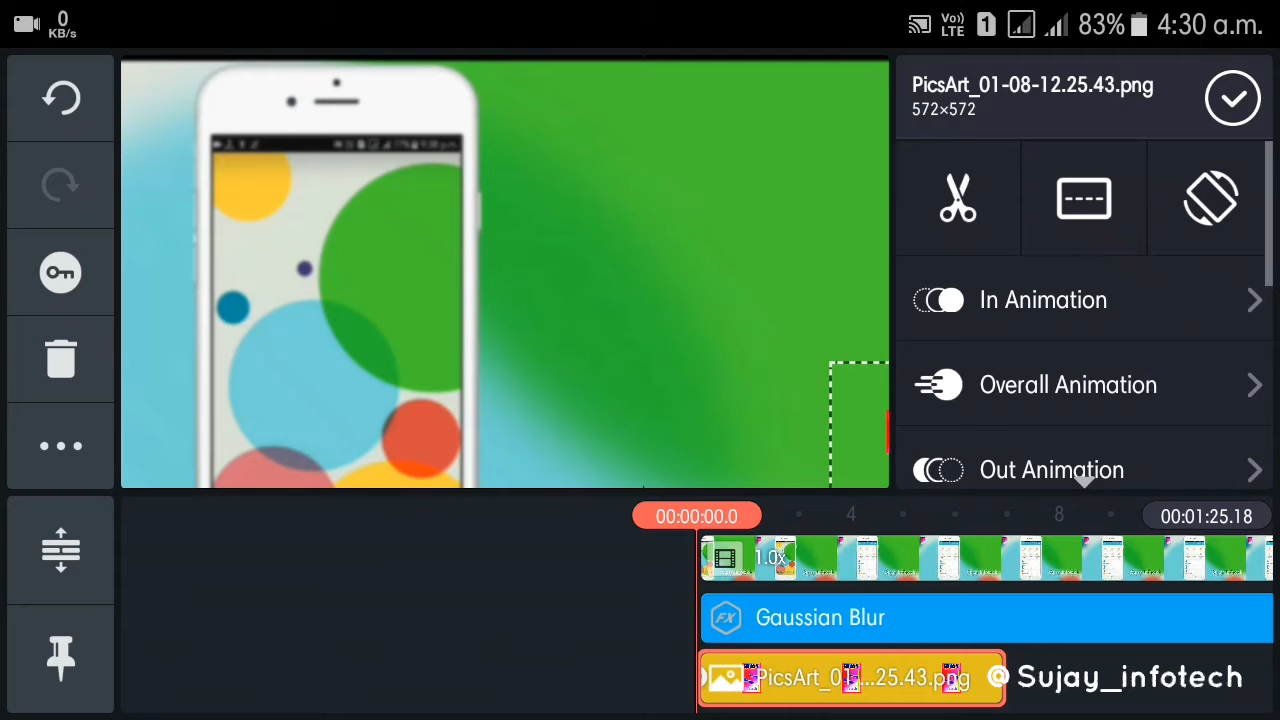 0
KB/s
Vo))
LTE
1
83%
4:30 a.m.
PicsArt_01-08-12.25.43.png
572×572
In Animation
Overall Animation
Out Animation
00:00:00.0
4
8
00:01:25.18
1.0x
FX
Gaussian Blur
PicsArt_01...25.43.png
@ Sujay_infotech